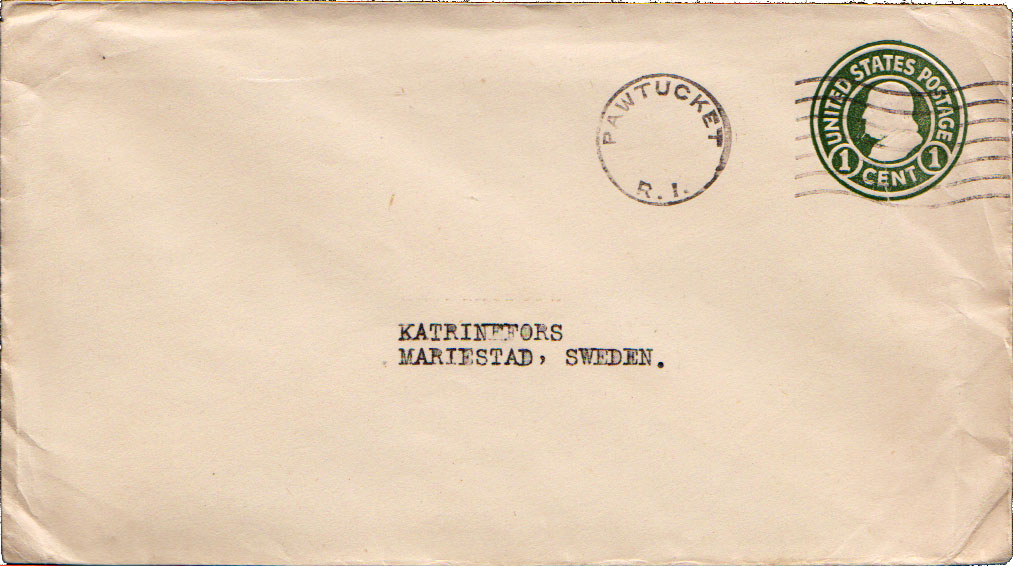 PAWTUCKET
R. I.
UNITED STATES POSTAGE
1 CENT 1
KATRINEFORS
MARIESTAD, SWEDEN.